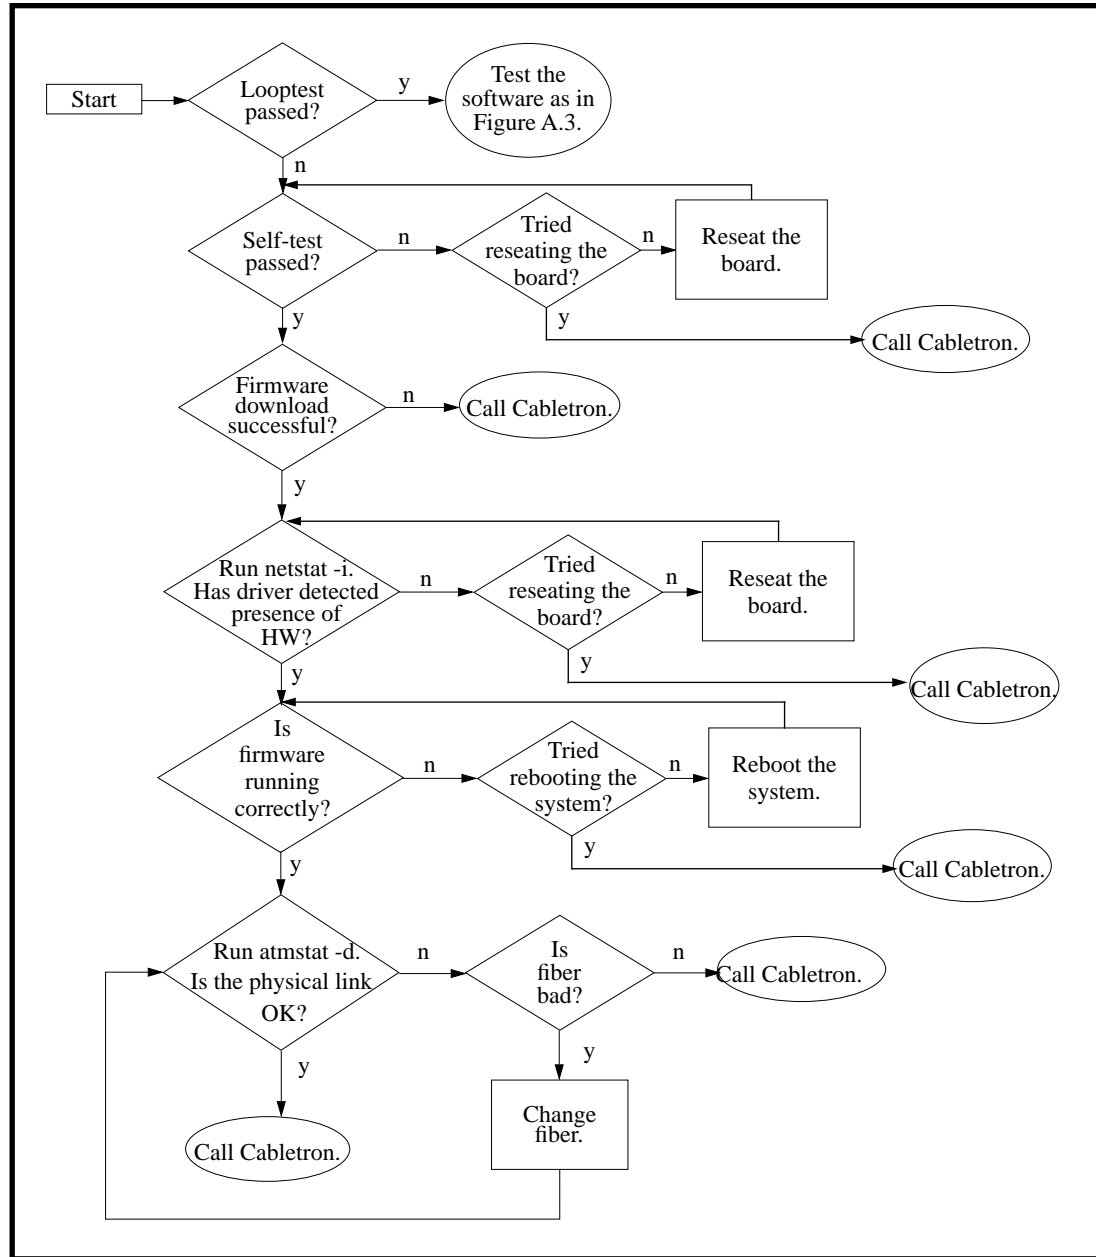 Start
Looptest
passed?
y
Test the
software as in
Figure A.3.
n
Self-test
passed?
n
Tried
reseating the
board?
n
Reseat the
board.
y
y
Call Cabletron.
Firmware
download
successful?
n
Call Cabletron.
y
Run netstat -i.
Has driver detected
presence of
HW?
n
Tried
reseating the
board?
n
Reseat the
board.
y
y
Call Cabletron.
Is
firmware
running
correctly?
n
Tried
rebooting the
system?
n
Reboot the
system.
y
y
Call Cabletron.
Run atmstat -d.
Is the physical link
OK?
n
Is
fiber
bad?
n
Call Cabletron.
y
y
Change
fiber.
Call Cabletron.